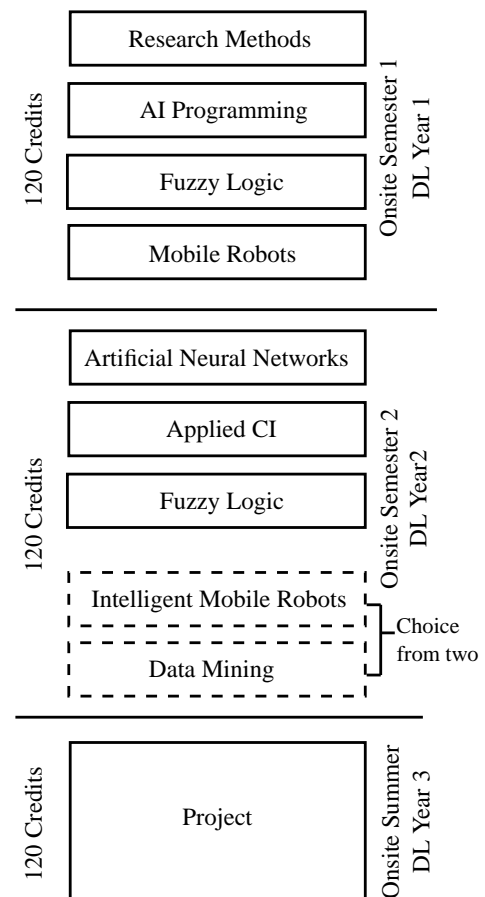 Research Methods
AI Programming
Fuzzy Logic
Mobile Robots
120 Credits
Onsite Semester 1
DL Year 1
Artificial Neural Networks
Applied CI
Fuzzy Logic
Intelligent Mobile Robots
Data Mining
120 Credits
Onsite Semester 2
DL Year2
Choice
from two
Project
120 Credits
Onsite Summer
DL Year 3